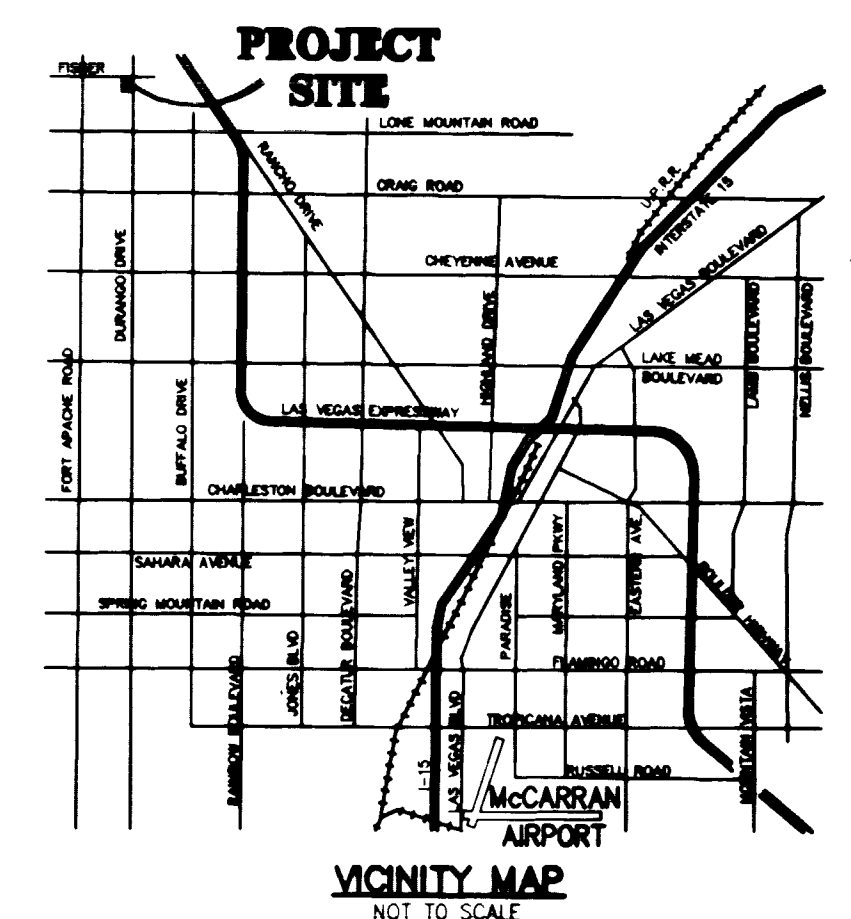 PROJECT
SITE
FISHER
LONE MOUNTAIN ROAD
RANCHO DRIVE
CRAIG ROAD
U.P.R.R.
INTERSTATE 15
DURANGO DRIVE
CHEYENNE AVENUE
LAS VEGAS BOULEVARD
HIGHLAND DRIVE
LAMB BOULEVARD
NELLIS BOULEVARD
LAKE MEAD
BOULEVARD
FORT APACHE ROAD
BUFFALO DRIVE
LAS VEGAS EXPRESSWAY
CHARLESTON BOULEVARD
VALLEY VIEW
MARYLAND PKWY
EASTERN AVE.
SAHARA AVENUE
BOULDER HIGHWAY
SPRING MOUNTAIN ROAD
PARADISE
DECATUR BOULEVARD
JONES BLVD
RAINBOW BOULEVARD
FLAMINGO ROAD
LAS VEGAS BLVD
TROPICANA AVENUE
MOUNTAIN VISTA
I-15
RUSSELL ROAD
McCARRAN
AIRPORT
VICINITY MAP
NOT TO SCALE